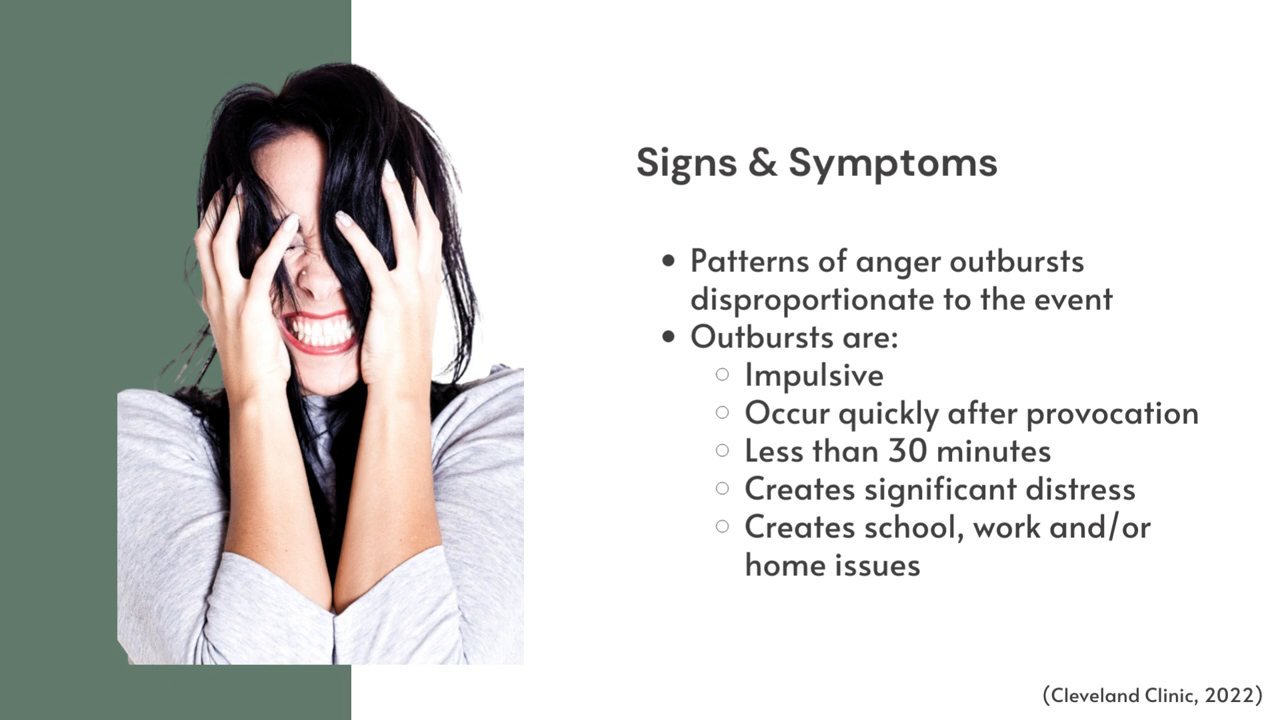 Signs & Symptoms
• Patterns of anger outbursts
disproportionate to the event
• Outbursts are:
○ Impulsive
○ Occur quickly after provocation
○ Less than 30 minutes
○ Creates significant distress
○ Creates school, work and/or
home issues
(Cleveland Clinic, 2022)